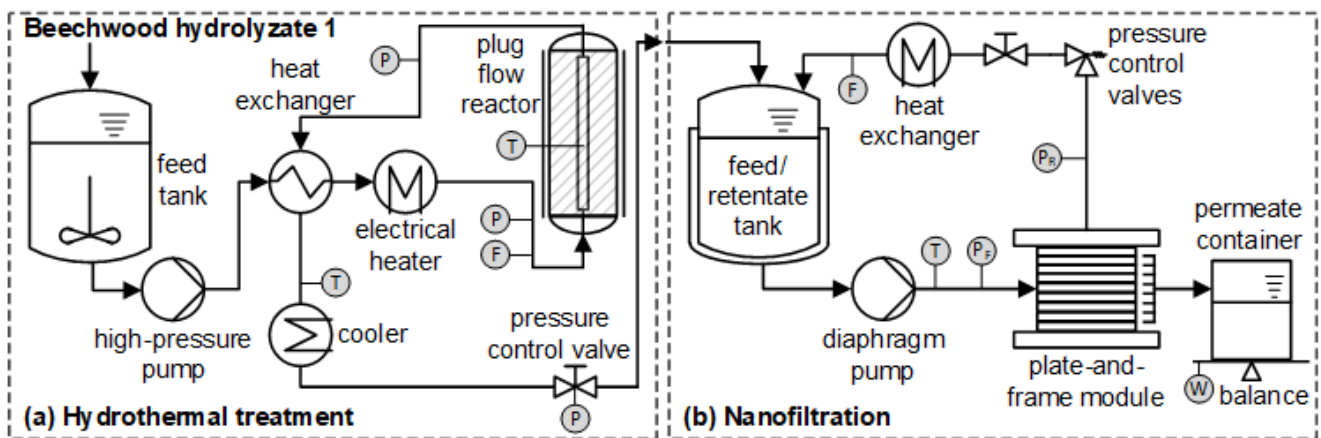 Beechwood hydrolyzate 1
P
heat
exchanger
plug
flow
reactor
T
feed
tank
P
F
electrical
heater
T
high-pressure
pump
cooler
pressure
control valve
P
(a) Hydrothermal treatment
pressure
control
valves
F
heat
exchanger
feed/
retentate
tank
PR
permeate
container
T
PF
diaphragm
pump
plate-and-
frame module
W
balance
(b) Nanofiltration